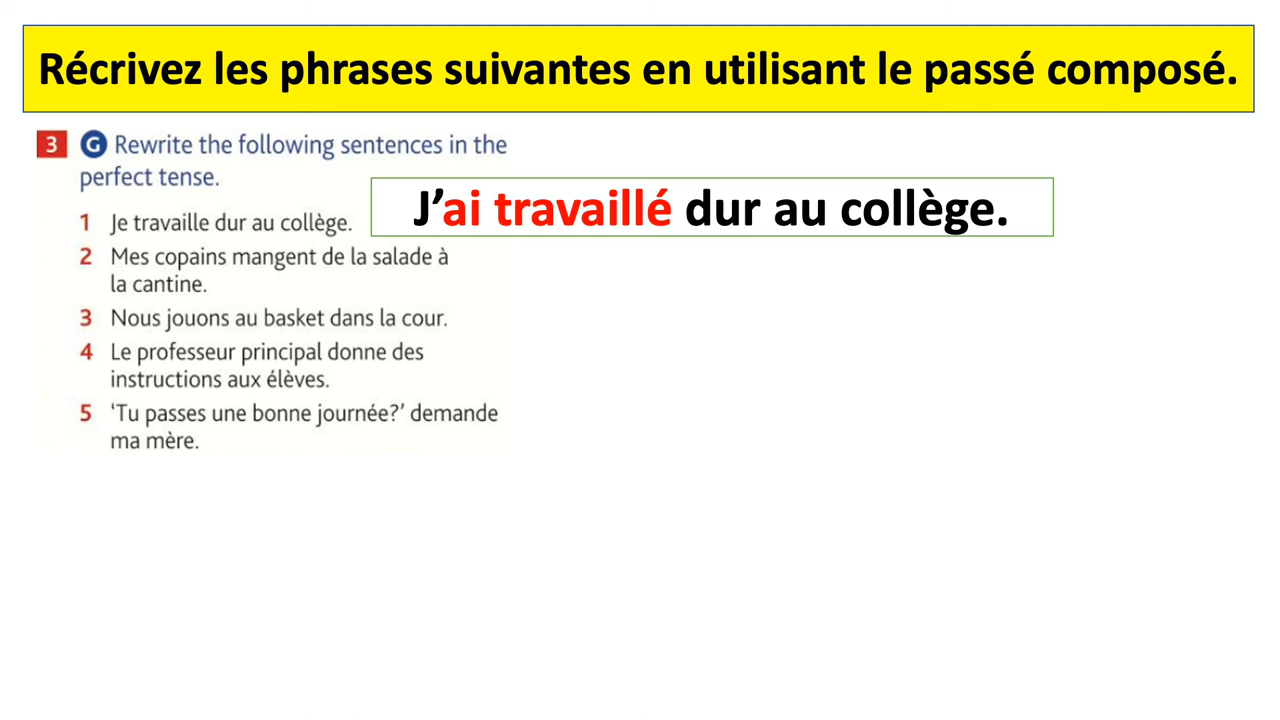 Récrivez les phrases suivantes en utilisant le passé composé.
3 G Rewrite the following sentences in the
perfect tense.
1 Je travaille dur au collège.
J’ai travaillé dur au collège.
2 Mes copains mangent de la salade à
la cantine.
3 Nous jouons au basket dans la cour.
4 Le professeur principal donne des
instructions aux élèves.
5 ‘Tu passes une bonne journée?’ demande
ma mère.